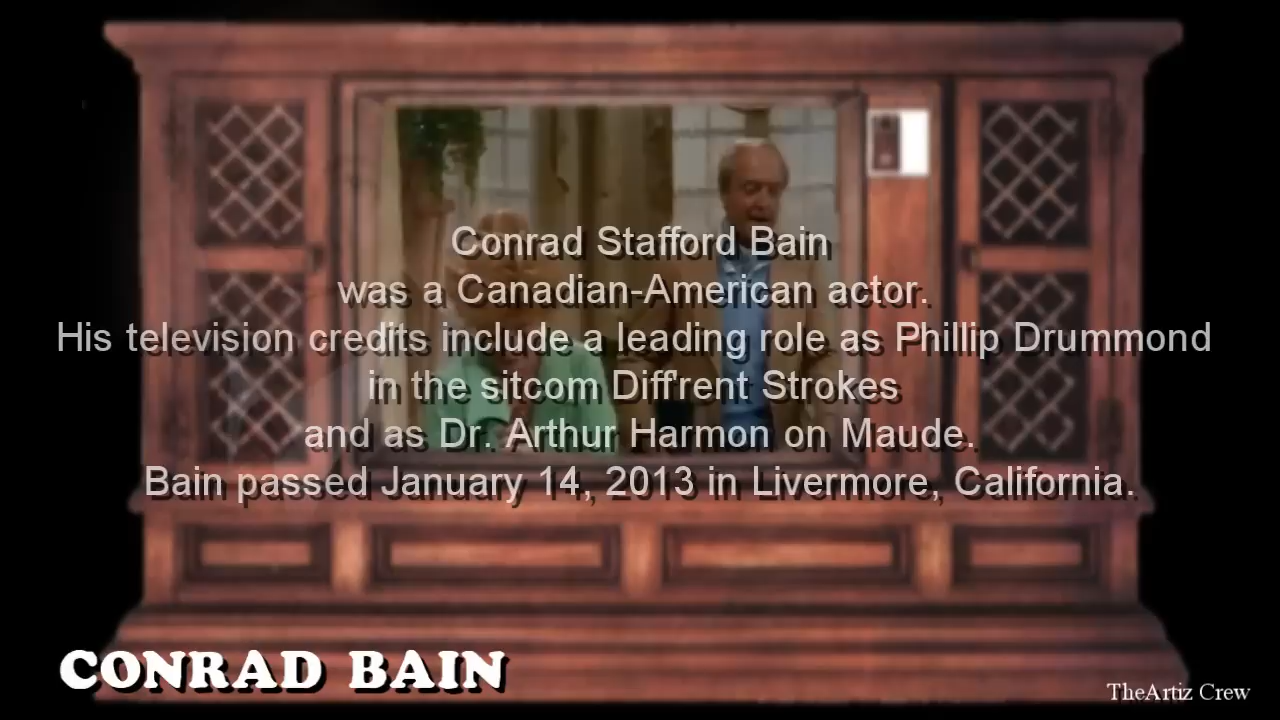 Conrad Stafford Bain
was a Canadian-American actor.
His television credits include a leading role as Phillip Drummond
in the sitcom Diff'rent Strokes
and as Dr. Arthur Harmon on Maude.
Bain passed January 14, 2013 in Livermore, California.
CONRAD BAIN
TheArtiz Crew